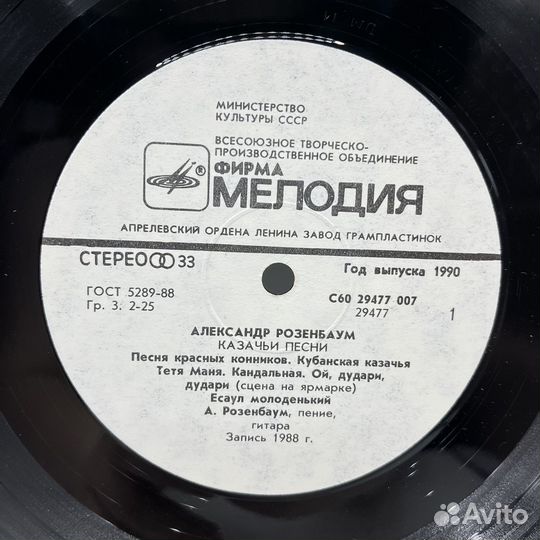 МИНИСТЕРСТВО
КУЛЬТУРЫ СССР
ВСЕСОЮЗНОЕ ТВОРЧЕСКО-
ПРОИЗВОДСТВЕННОЕ ОБЪЕДИНЕНИЕ
® ФИРМА
МЕЛОДИЯ
АПРЕЛЕВСКИЙ ОРДЕНА ЛЕНИНА ЗАВОД ГРАМПЛАСТИНОК
СТЕРЕО 33
Год выпуска 1990
ГОСТ 5289-88
С60 29477 007
Гр. 3. 2-25
29477
1
АЛЕКСАНДР РОЗЕНБАУМ
КАЗАЧЬИ ПЕСНИ
Песня красных конников. Кубанская казачья
Тетя Маня. Кандальная. Ой, дудари,
дудари (сцена на ярмарке)
Есаул молоденький
А. Розенбаум, пение,
гитара
Запись 1988 г.
Avito